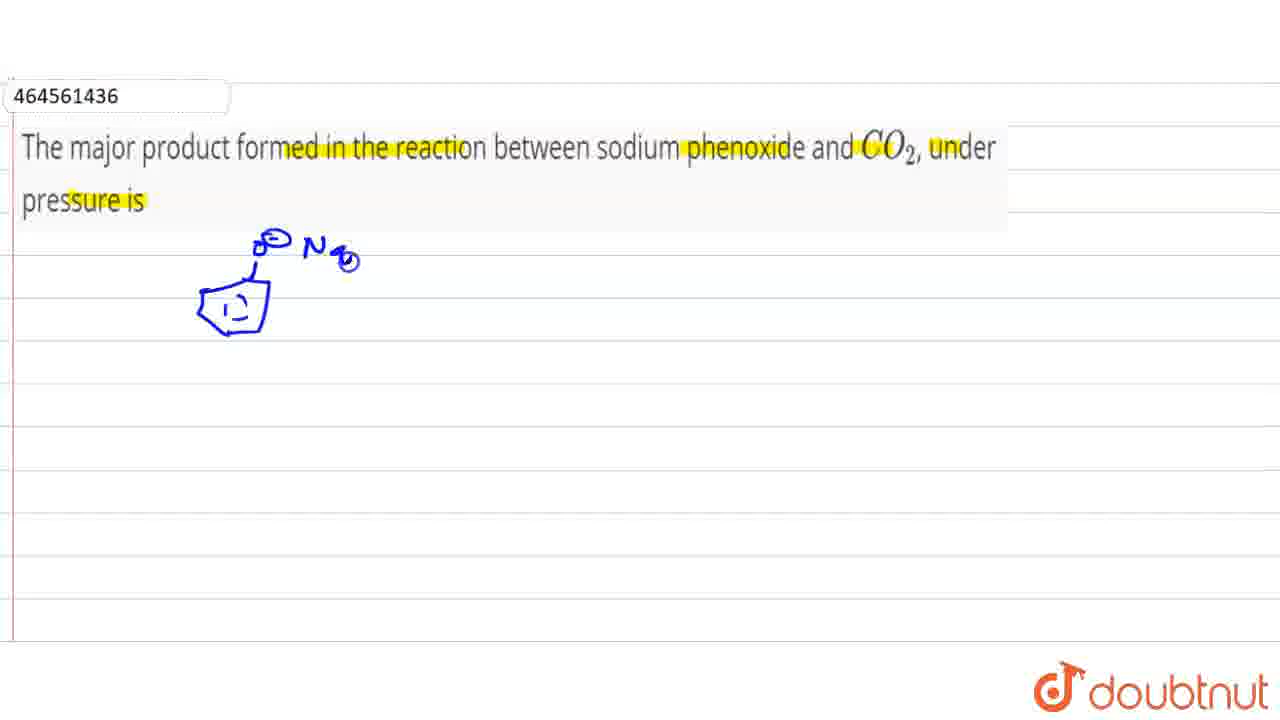 464561436
The major product formed in the reaction between sodium phenoxide and CO₂, under
pressure is
O⊖ Na⊕
doubtnut